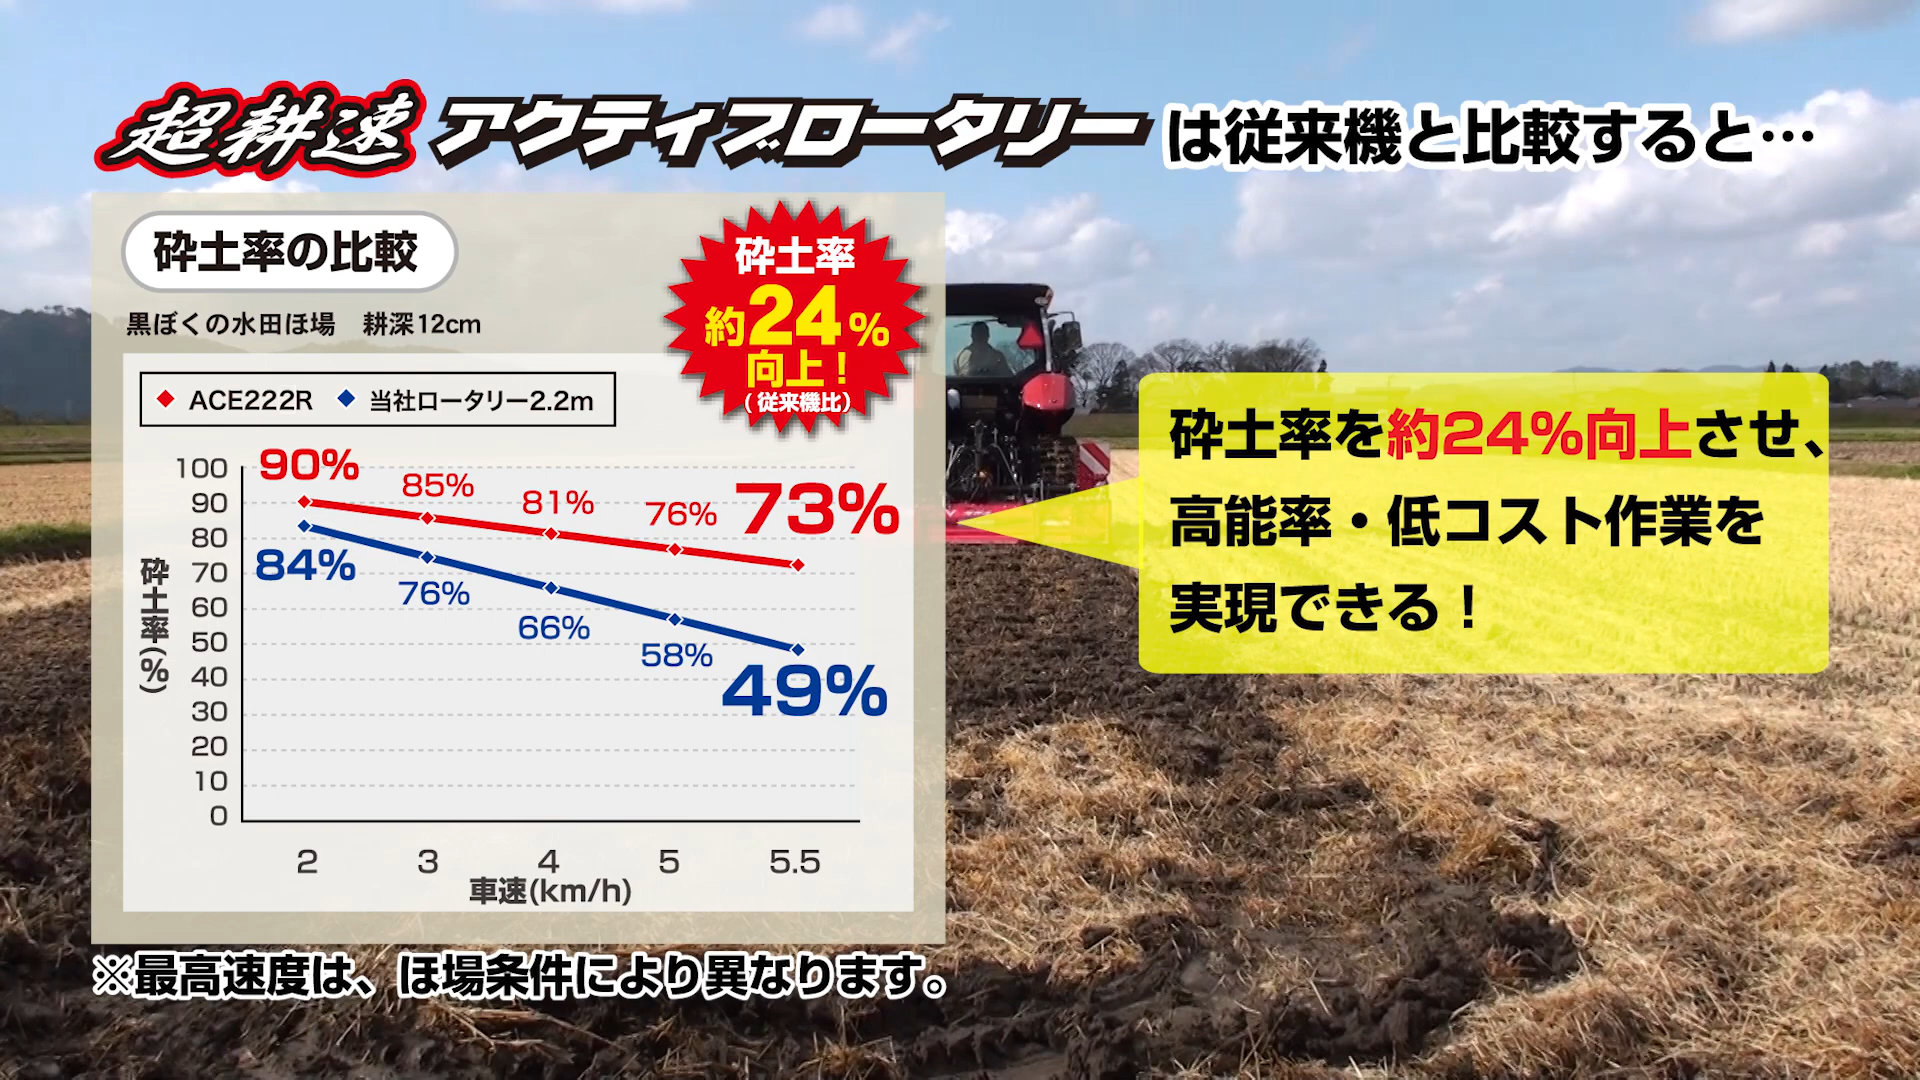 超耕速 アクティブロータリーは従来機と比較すると…
砕土率の比較
黒ぼくの水田ほ場　耕深12cm
砕土率
約24%
向上！
(従来機比)
ACE222R 当社ロータリー2.2m
砕土率を約24%向上させ、
高能率・低コスト作業を
実現できる！
砕土率(%)
100
90
80
70
60
50
40
30
20
10
0
90%
85%
81%
76%
73%
84%
76%
66%
58%
49%
2 3 4 5 5.5
車速(km/h)
※最高速度は、ほ場条件により異なります。